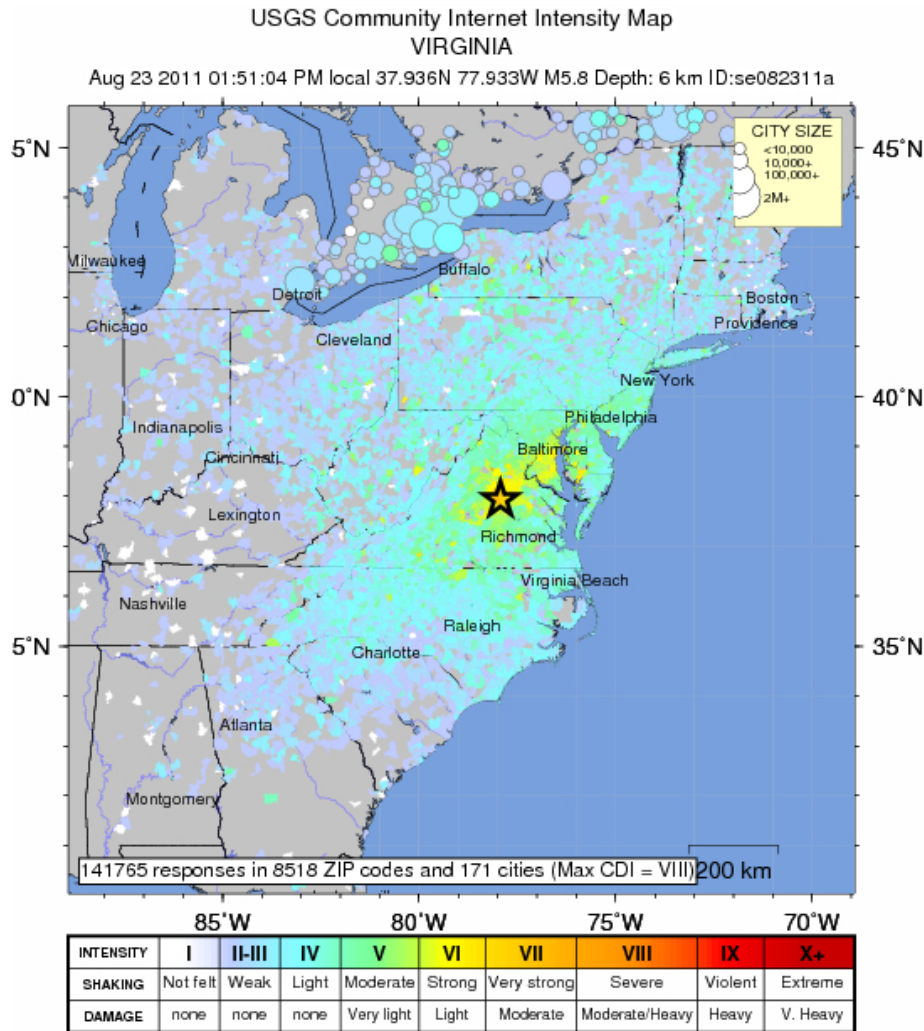 USGS Community Internet Intensity Map
VIRGINIA
Aug 23 2011 01:51:04 PM local 37.936N 77.933W M5.8 Depth: 6 km ID:se082311a
CITY SIZE
<10,000
10,000+
100,000+
2M+
5°N
45°N
Milwaukee
Buffalo
Detroit
Boston
Chicago
Providence
Cleveland
New York
0°N
40°N
Indianapolis
Philadelphia
Cincinnati
Baltimore
Lexington
Richmond
Nashville
Virginia Beach
Raleigh
5°N
35°N
Charlotte
Atlanta
Montgomery
141765 responses in 8518 ZIP codes and 171 cities (Max CDI = VIII)
200 km
85°W 80°W 75°W 70°W
INTENSITY I II-III IV V VI VII VIII IX X+
SHAKING Not felt Weak Light Moderate Strong Very strong Severe Violent Extreme
DAMAGE none none none Very light Light Moderate Moderate/Heavy Heavy V. Heavy